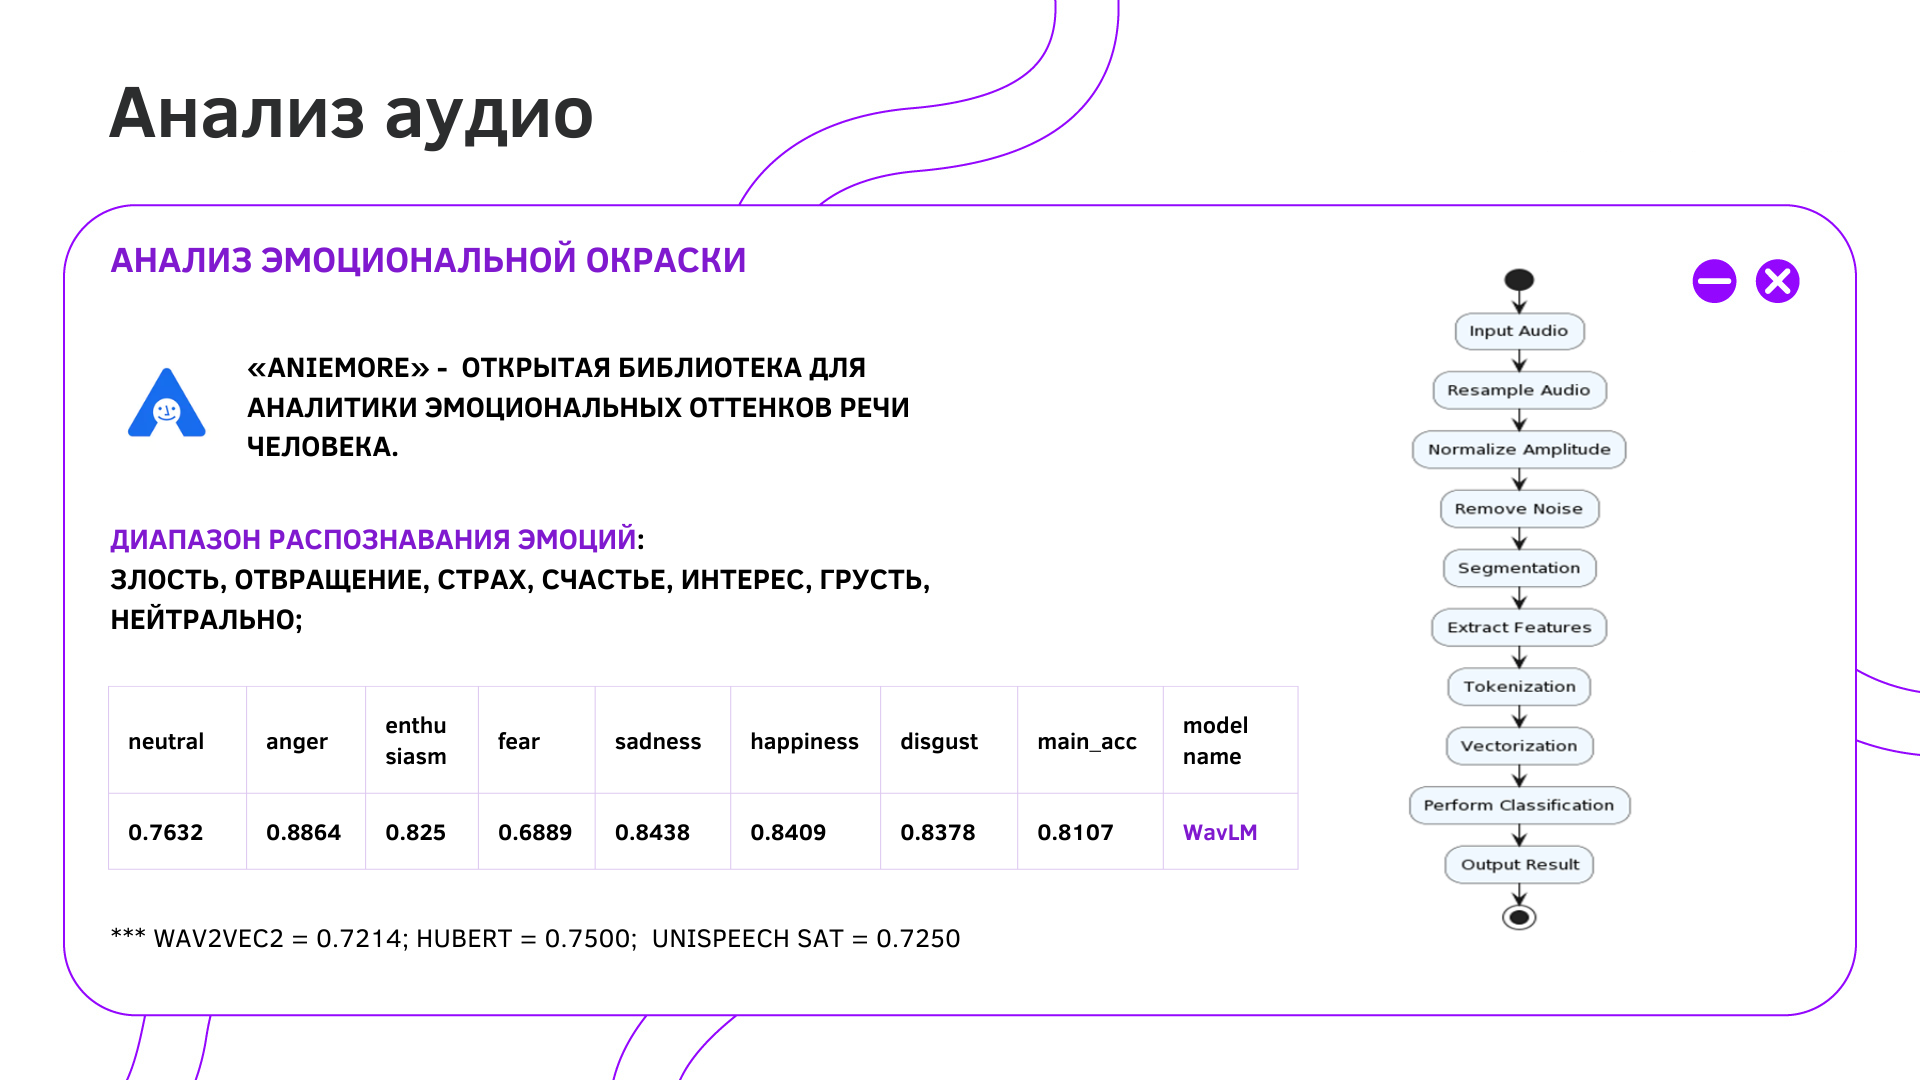 Анализ аудио
АНАЛИЗ ЭМОЦИОНАЛЬНОЙ ОКРАСКИ
«ANIEMORE» - ОТКРЫТАЯ БИБЛИОТЕКА ДЛЯ
АНАЛИТИКИ ЭМОЦИОНАЛЬНЫХ ОТТЕНКОВ РЕЧИ
ЧЕЛОВЕКА.
ДИАПАЗОН РАСПОЗНАВАНИЯ ЭМОЦИЙ:
ЗЛОСТЬ, ОТВРАЩЕНИЕ, СТРАХ, СЧАСТЬЕ, ИНТЕРЕС, ГРУСТЬ,
НЕЙТРАЛЬНО;
neutral
anger
enthu
siasm
fear
sadness
happiness
disgust
main_acc
model
name
0.7632
0.8864
0.825
0.6889
0.8438
0.8409
0.8378
0.8107
WavLM
*** WAV2VEC2 = 0.7214; HUBERT = 0.7500; UNISPEECH SAT = 0.7250
Input Audio
Resample Audio
Normalize Amplitude
Remove Noise
Segmentation
Extract Features
Tokenization
Vectorization
Perform Classification
Output Result